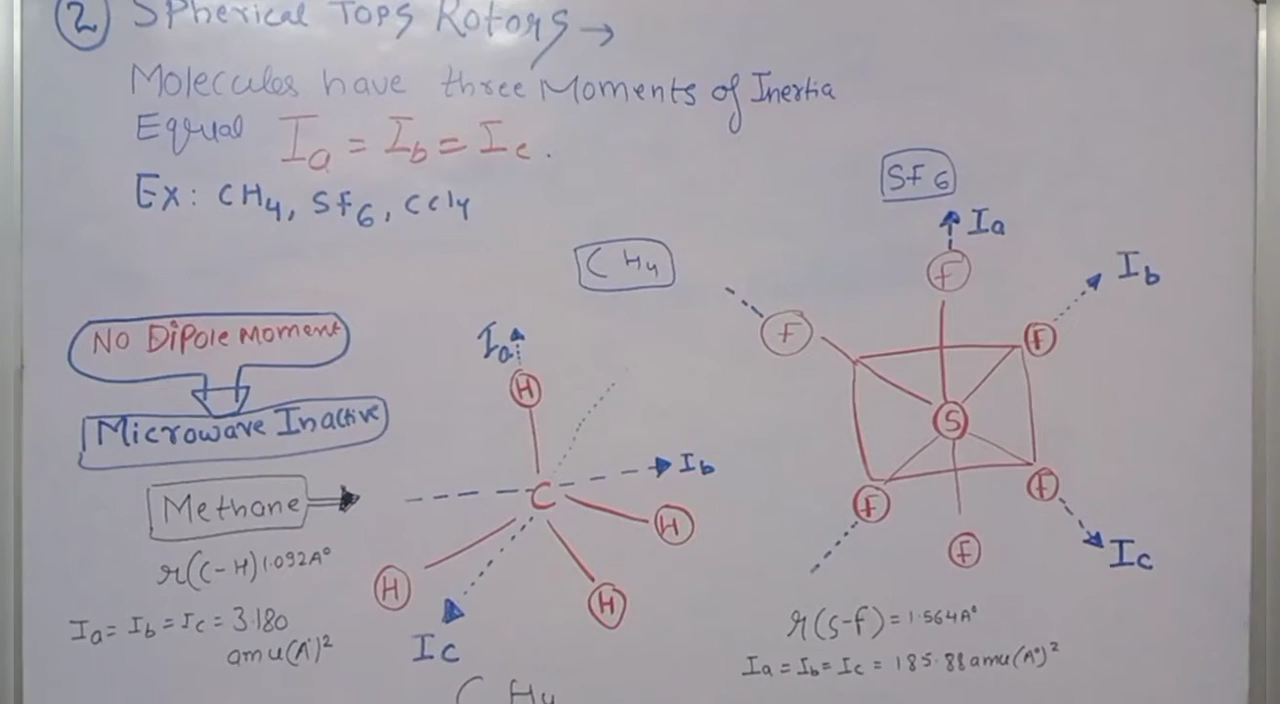 ② Spherical Tops Rotors →
Molecules have three Moments of Inertia
Equal Ia = Ib = Ic.
Ex: CH4, Sf6, ccl4
No Dipole Moment
Microwave Inactive
Methane
r(C-H) 1.092A°
Ia = Ib = Ic = 3.180
amu(A°)²
CH4
Ia
H
Ib
C
H
H
H
Ic
CH4
Sf6
Ia
F
Ib
F
F
S
F
F
F
Ic
r(s-f) = 1.564A°
Ia = Ib = Ic = 185.88 amu(A°)²